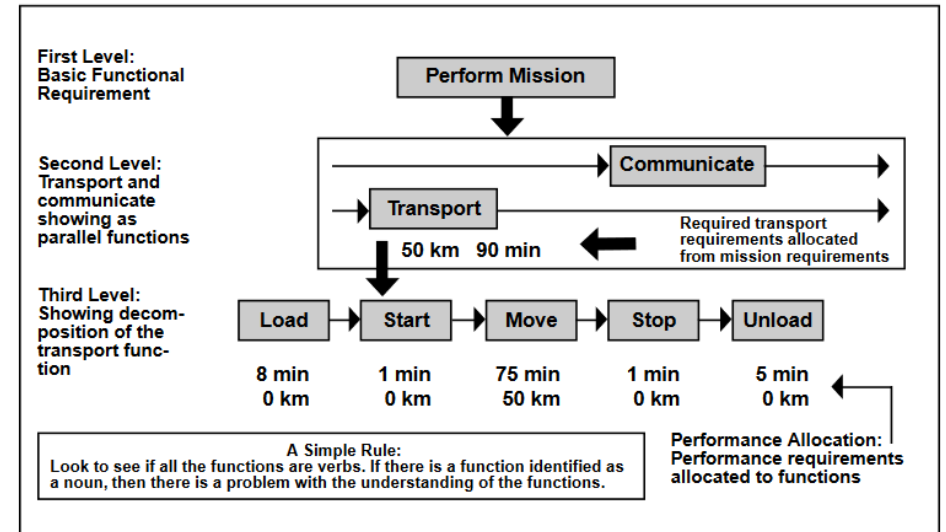 First Level:
Basic Functional
Requirement
Perform Mission
Second Level:
Transport and
communicate
showing as
parallel functions
Communicate
Transport
50 km 90 min
Required transport
requirements allocated
from mission requirements
Third Level:
Showing decom-
position of the
transport func-
tion
Load
Start
Move
Stop
Unload
8 min
0 km
1 min
0 km
75 min
50 km
1 min
0 km
5 min
0 km
A Simple Rule:
Look to see if all the functions are verbs. If there is a function identified as
a noun, then there is a problem with the understanding of the functions.
Performance Allocation:
Performance requirements
allocated to functions